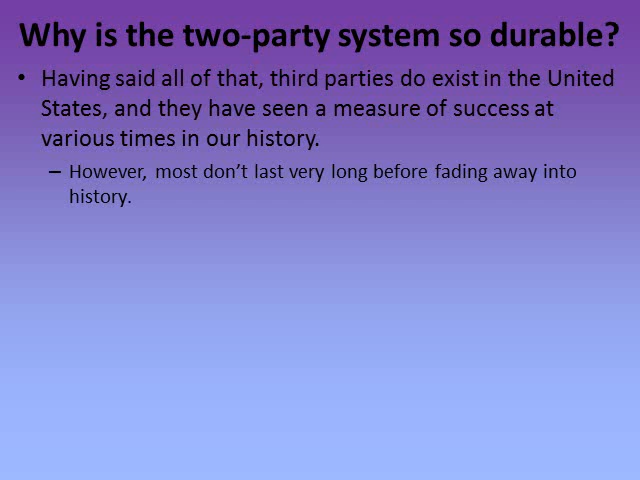 Why is the two-party system so durable?
• Having said all of that, third parties do exist in the United
States, and they have seen a measure of success at
various times in our history.
– However, most don’t last very long before fading away into
history.